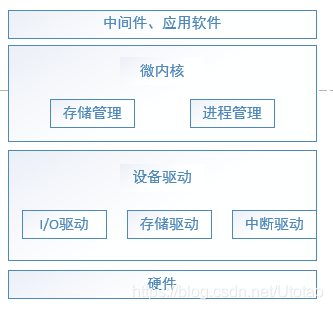 中间件、应用软件
微内核
存储管理
进程管理
设备驱动
I/O驱动
存储驱动
中断驱动
硬件
https://blog.csdn.net/Utotao